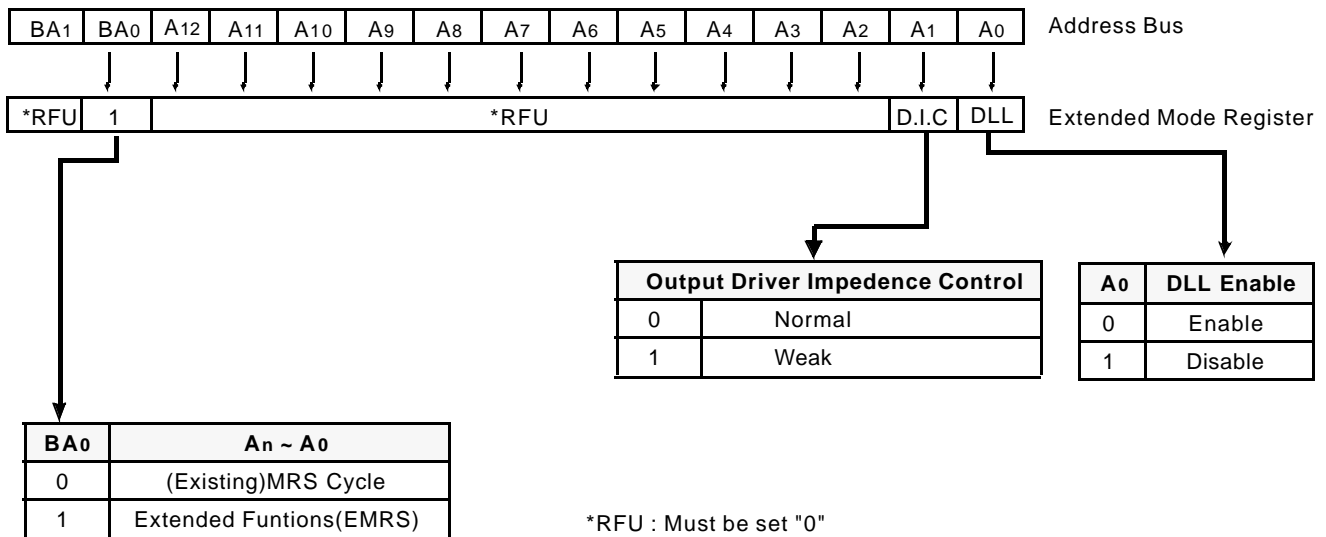 BA1 BA0 A12 A11 A10 A9 A8 A7 A6 A5 A4 A3 A2 A1 A0 Address Bus
*RFU 1 *RFU D.I.C DLL Extended Mode Register
Output Driver Impedence Control
0 Normal
1 Weak
A0 DLL Enable
0 Enable
1 Disable
BA0 An ~ A0
0 (Existing)MRS Cycle
1 Extended Funtions(EMRS)
*RFU : Must be set "0"